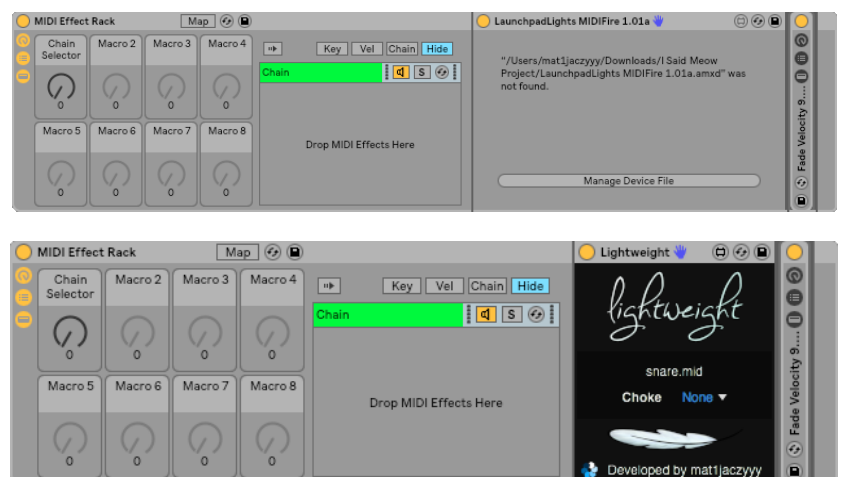 MIDI Effect Rack
Map
Chain
Selector
Macro 2
Macro 3
Macro 4
0
0
0
0
Macro 5
Macro 6
Macro 7
Macro 8
0
0
0
0
Key
Vel
Chain
Hide
Chain
S
Drop MIDI Effects Here
LaunchpadLights MIDIFire 1.01a
"/Users/mat1jaczyyy/Downloads/I Said Meow
Project/LaunchpadLights MIDIFire 1.01a.amxd" was
not found.
Manage Device File
Fade Velocity 9....
MIDI Effect Rack
Map
Chain
Selector
Macro 2
Macro 3
Macro 4
0
0
0
0
Macro 5
Macro 6
Macro 7
Macro 8
0
0
0
0
Key
Vel
Chain
Hide
Chain
S
Drop MIDI Effects Here
Lightweight
lightweight
snare.mid
Choke None
Developed by mat1jaczyyy
Fade Velocity 9....